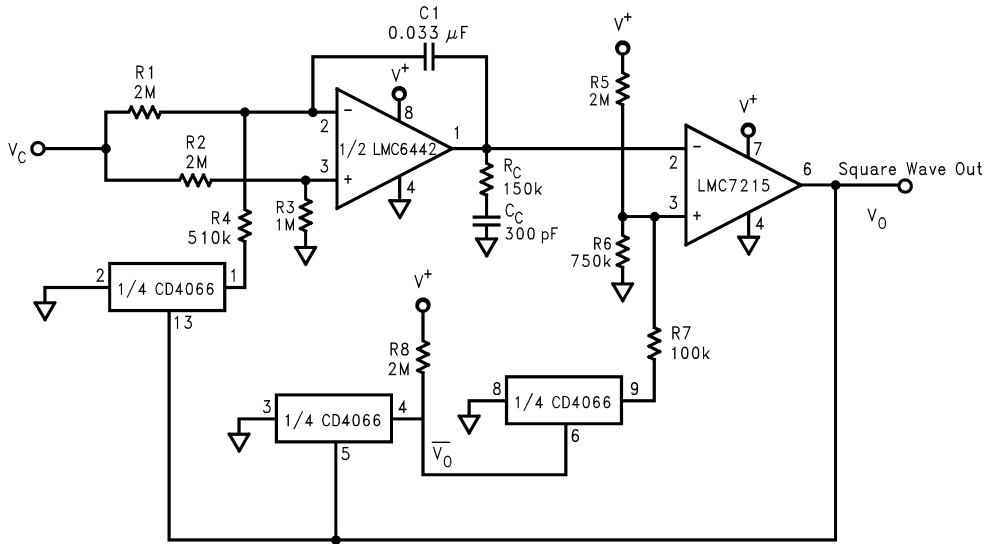 C1
0.033 μF
V+
R5
2M
R1
2M
V+
8
V+
7
VC
R2
2M
2
−
1/2 LMC6442
1
3
+
4
RC
150k
CC
300 pF
2
−
LMC7215
6
Square Wave Out
VO
3
+
4
R3
1M
R4
510k
R6
750k
2
1/4 CD4066
1
13
V+
R8
2M
R7
100k
8
1/4 CD4066
9
6
3
1/4 CD4066
4
5
V̅O